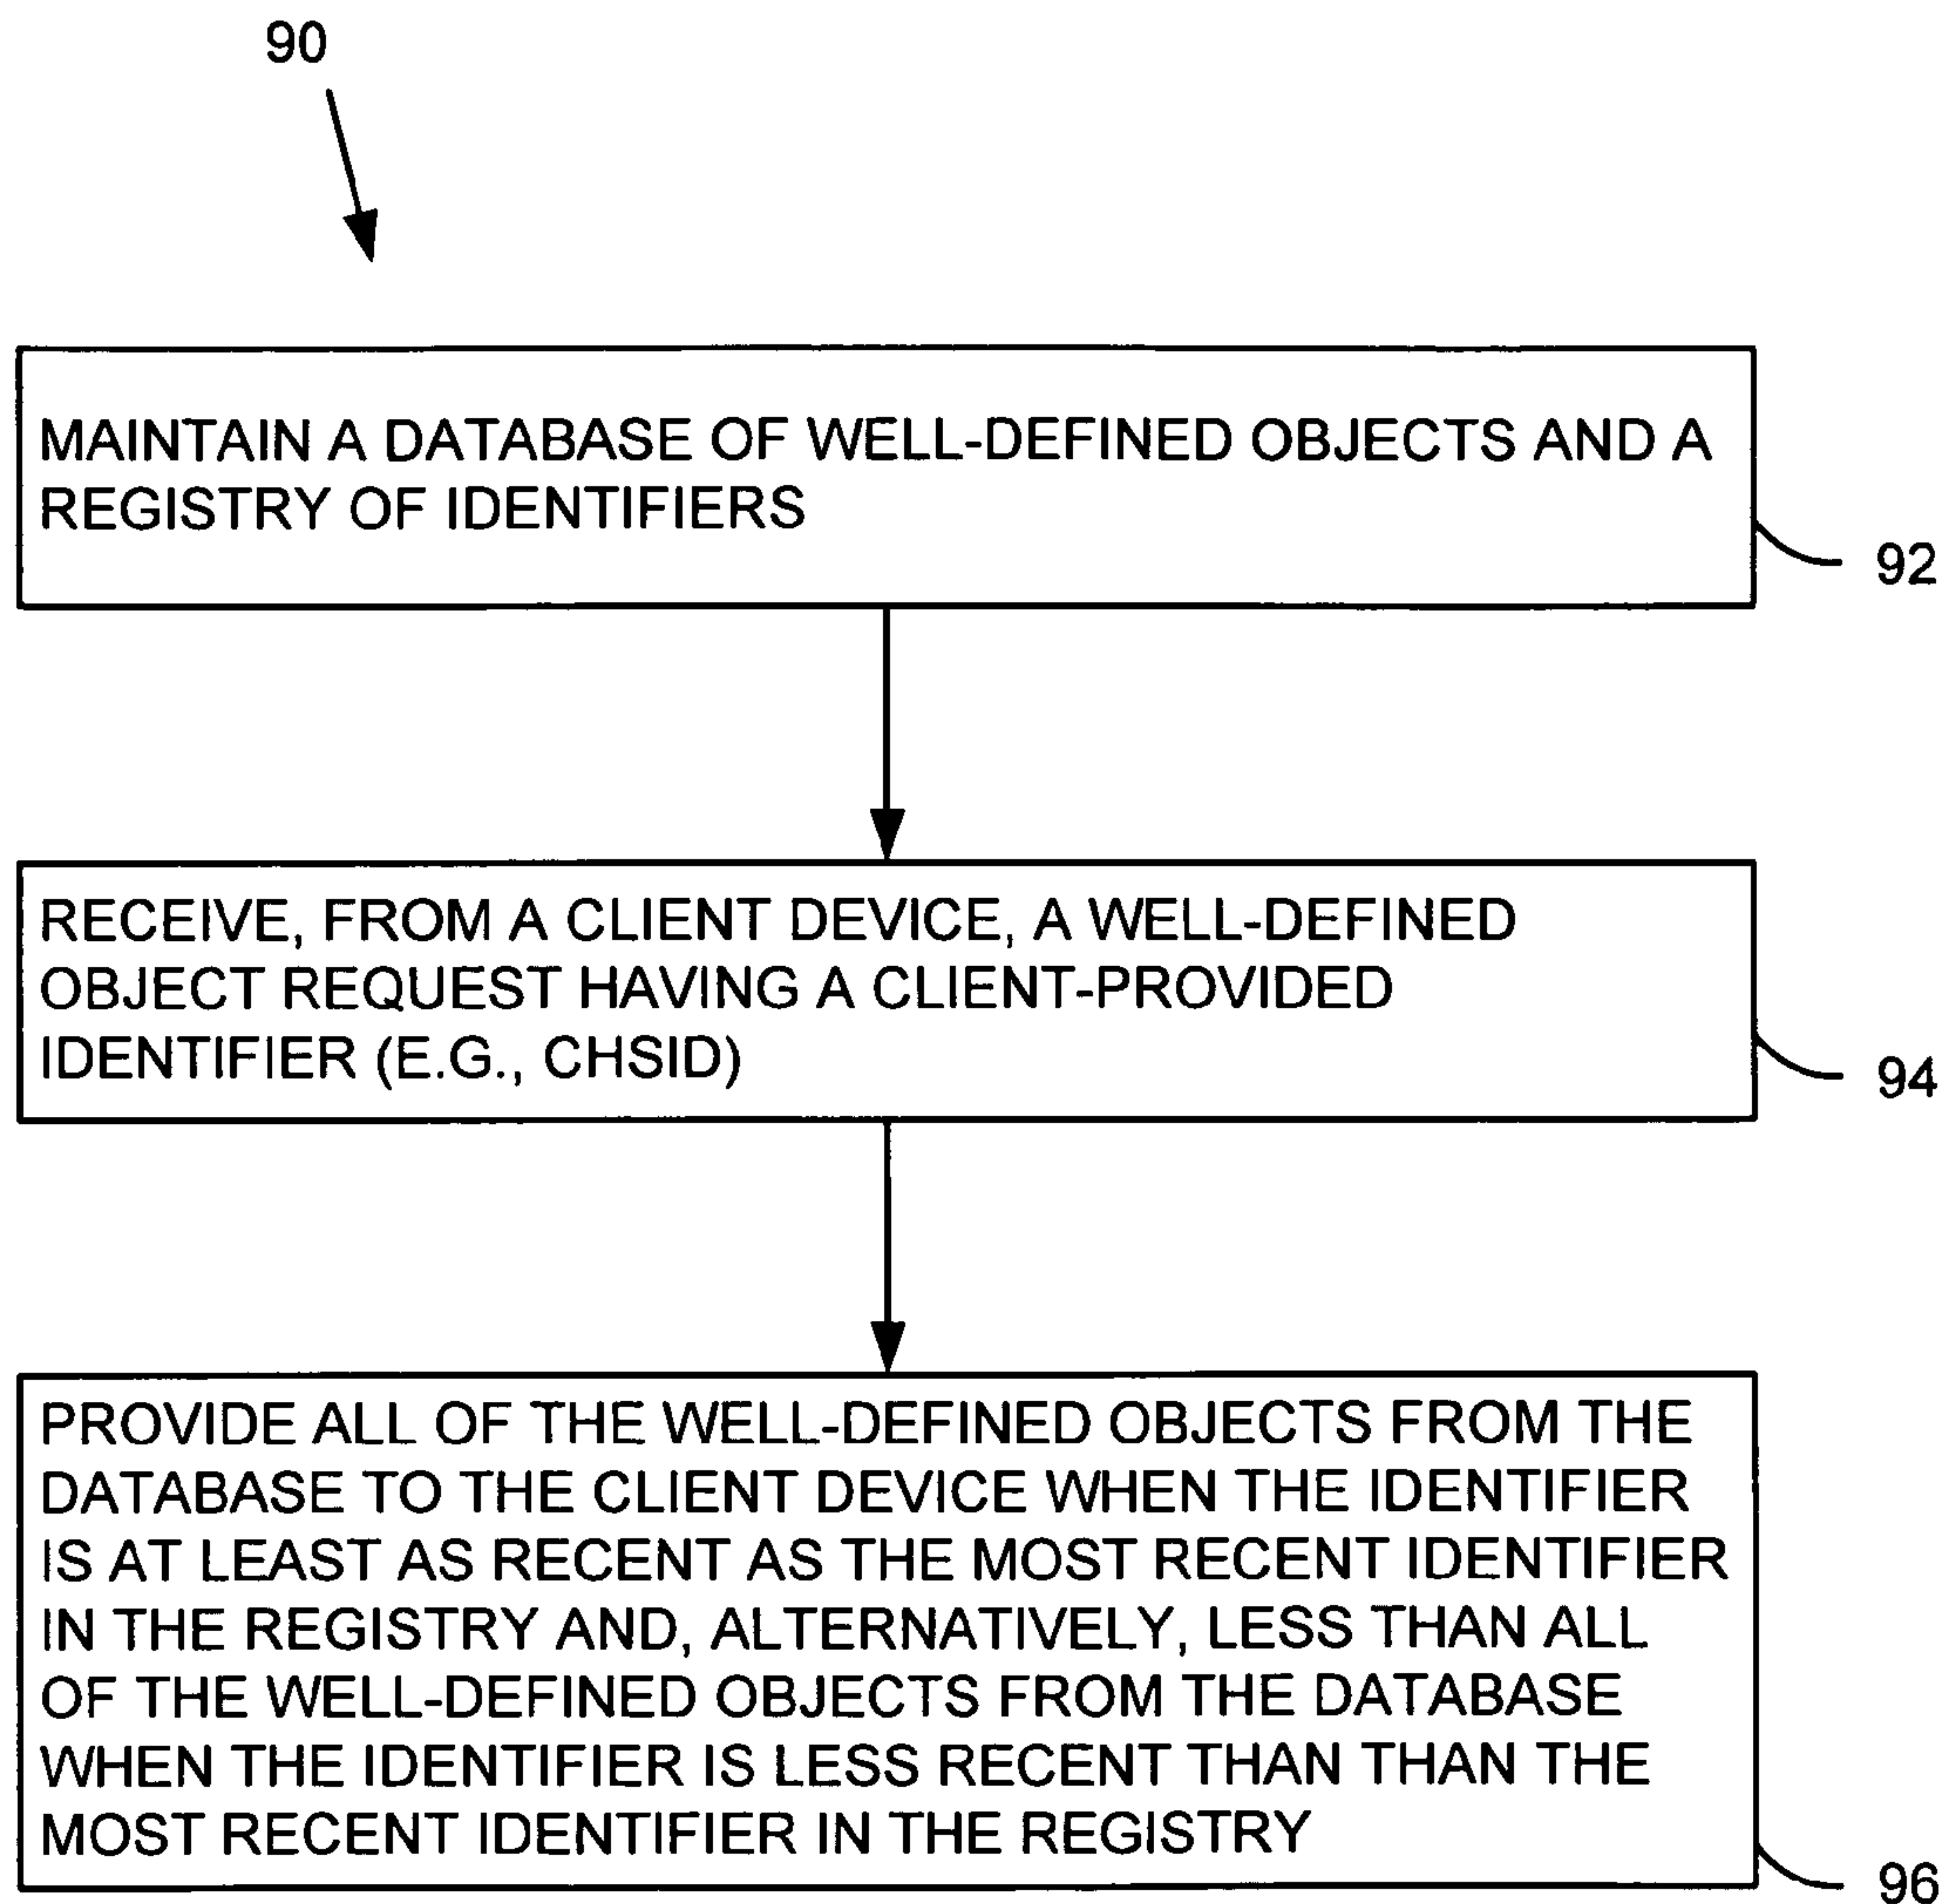 90
MAINTAIN A DATABASE OF WELL-DEFINED OBJECTS AND A
REGISTRY OF IDENTIFIERS
92
RECEIVE, FROM A CLIENT DEVICE, A WELL-DEFINED
OBJECT REQUEST HAVING A CLIENT-PROVIDED
IDENTIFIER (E.G., CHSID)
94
PROVIDE ALL OF THE WELL-DEFINED OBJECTS FROM THE
DATABASE TO THE CLIENT DEVICE WHEN THE IDENTIFIER
IS AT LEAST AS RECENT AS THE MOST RECENT IDENTIFIER
IN THE REGISTRY AND, ALTERNATIVELY, LESS THAN ALL
OF THE WELL-DEFINED OBJECTS FROM THE DATABASE
WHEN THE IDENTIFIER IS LESS RECENT THAN THAN THE
MOST RECENT IDENTIFIER IN THE REGISTRY
96